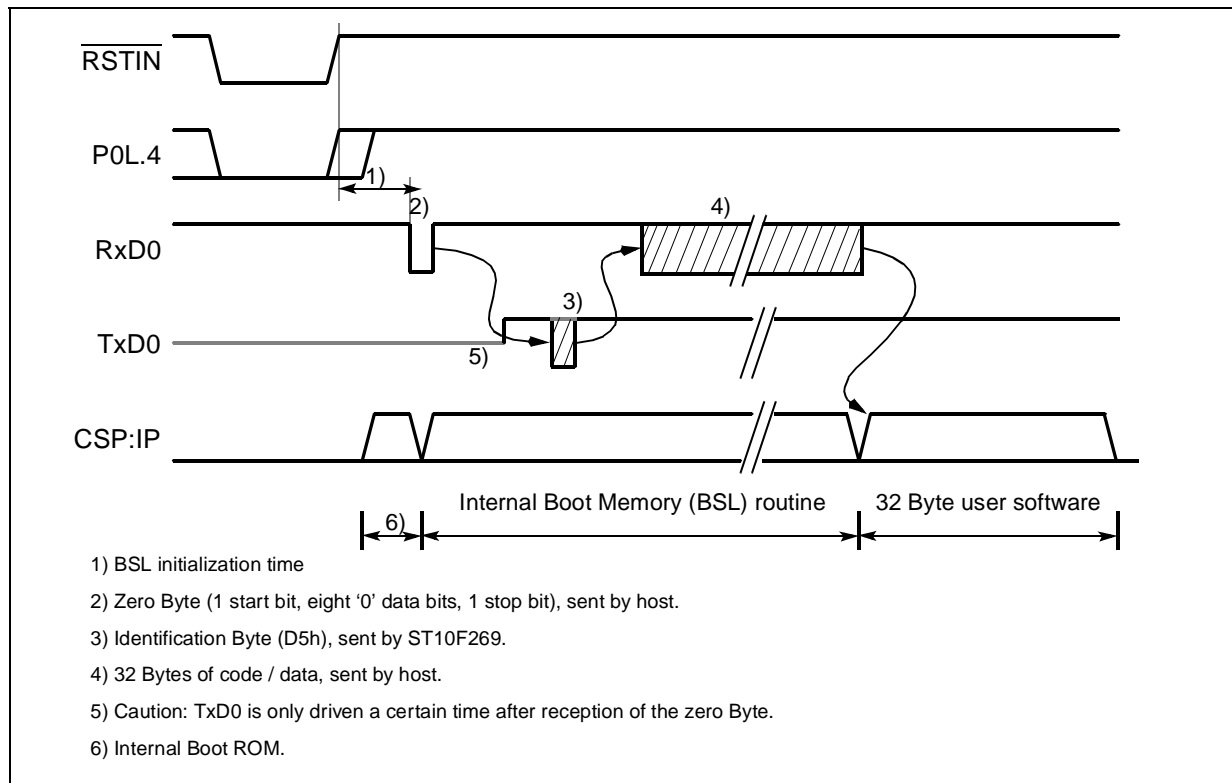 RSTIN
P0L.4
1)
2)
4)
RxD0
3)
TxD0
5)
CSP:IP
Internal Boot Memory (BSL) routine
32 Byte user software
6)
1) BSL initialization time
2) Zero Byte (1 start bit, eight ‘0’ data bits, 1 stop bit), sent by host.
3) Identification Byte (D5h), sent by ST10F269.
4) 32 Bytes of code / data, sent by host.
5) Caution: TxD0 is only driven a certain time after reception of the zero Byte.
6) Internal Boot ROM.